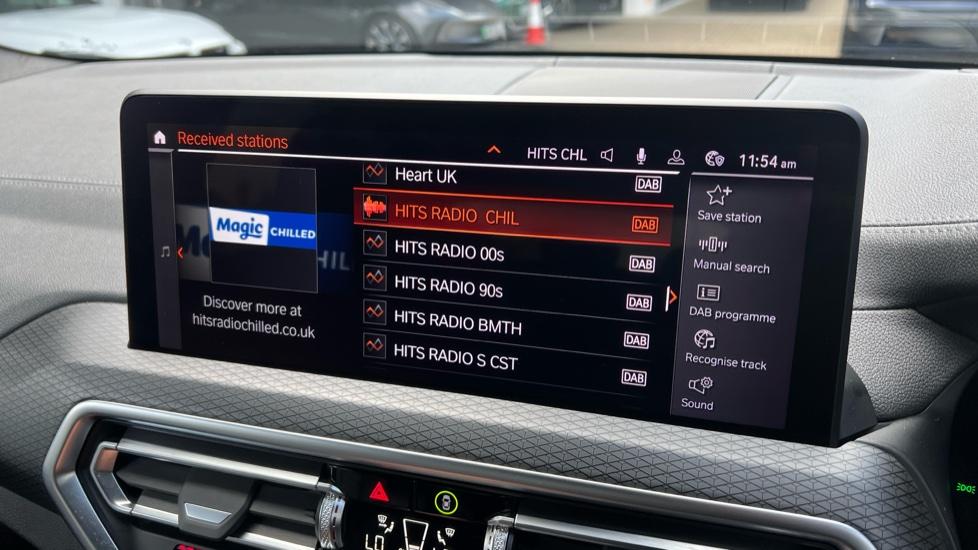 Received stations
HITS CHL
11:54 am
Magic CHILLED
Discover more at
hitsradiochilled.co.uk
Heart UK DAB
HITS RADIO CHIL DAB
HITS RADIO 00s DAB
HITS RADIO 90s DAB
HITS RADIO BMTH DAB
HITS RADIO S CST DAB
Save station
Manual search
DAB programme
Recognise track
Sound
LO